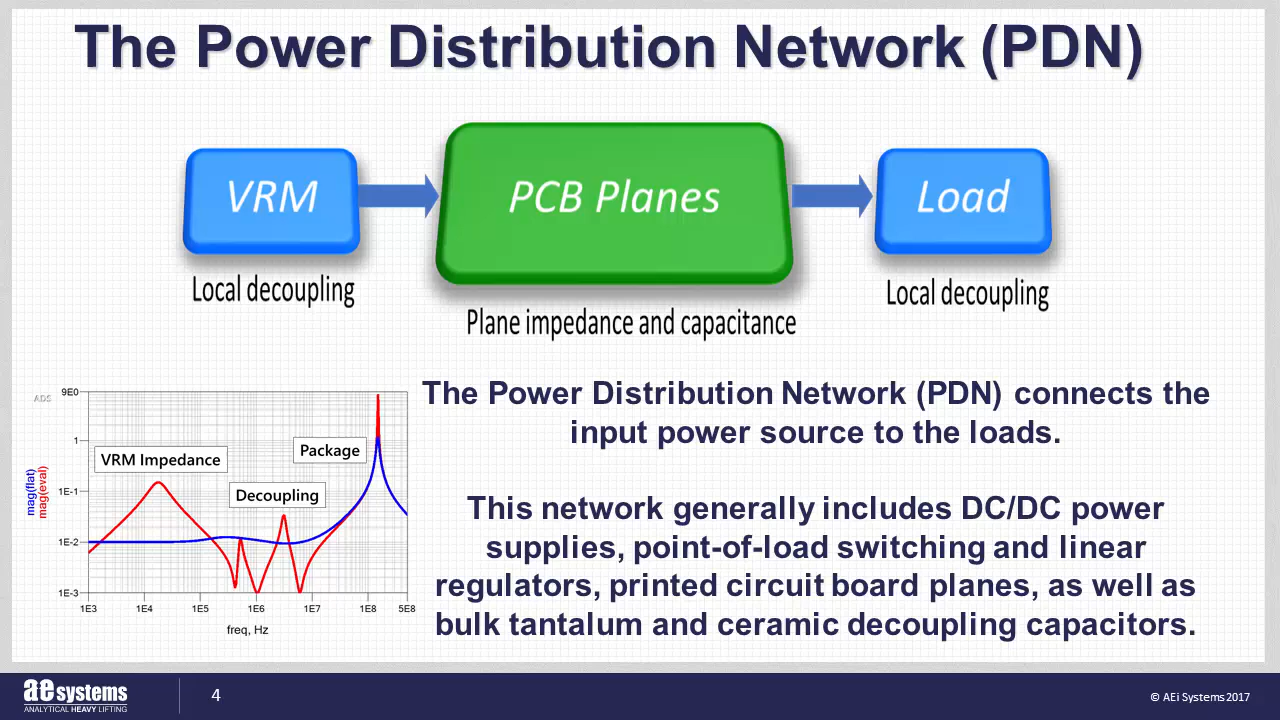 The Power Distribution Network (PDN)
VRM
PCB Planes
Load
Local decoupling
Plane impedance and capacitance
Local decoupling
ADS
9E0
1
1E-1
1E-2
1E-3
mag(flat)
mag(eval)
VRM Impedance
Package
Decoupling
1E3 1E4 1E5 1E6 1E7 1E8 5E8
freq, Hz
The Power Distribution Network (PDN) connects the
input power source to the loads.
This network generally includes DC/DC power
supplies, point-of-load switching and linear
regulators, printed circuit board planes, as well as
bulk tantalum and ceramic decoupling capacitors.
ae systems
ANALYTICAL HEAVY LIFTING
4
© AEi Systems 2017